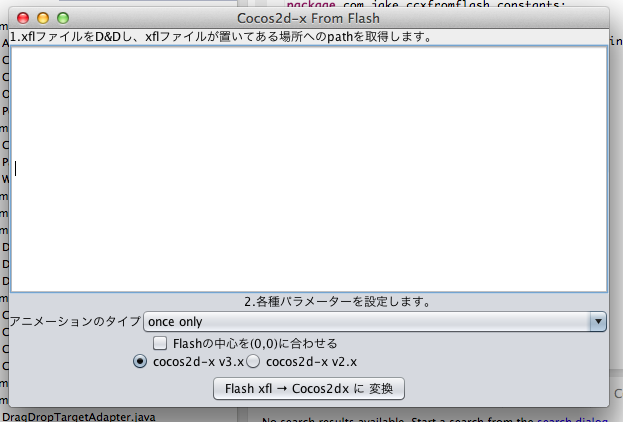 package com.jake.ccxfromflash.constants;
Cocos2d-x From Flash
1.xflファイルをD&Dし、xflファイルが置いてある場所へのpathを取得します。
2.各種パラメーターを設定します。
アニメーションのタイプ once only
Flashの中心を(0,0)に合わせる
cocos2d-x v3.x cocos2d-x v2.x
Flash xfl → Cocos2dx に 変換
DragDropTargetAdapter.java
No search results available. Start a search from the search dialog